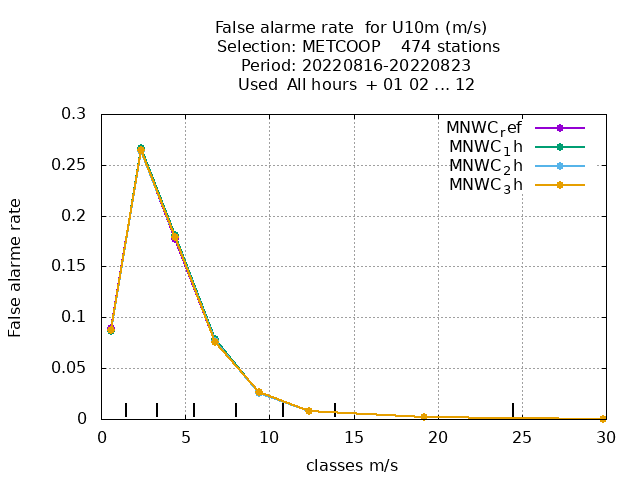 False alarme rate  for U10m (m/s)
Selection: METCOOP    474 stations
Period: 20220816-20220823
Used  All hours  + 01 02 ... 12
MNWC_ref
MNWC_1h
MNWC_2h
MNWC_3h
False alarme rate
0.3
0.25
0.2
0.15
0.1
0.05
0
0 5 10 15 20 25 30
classes m/s